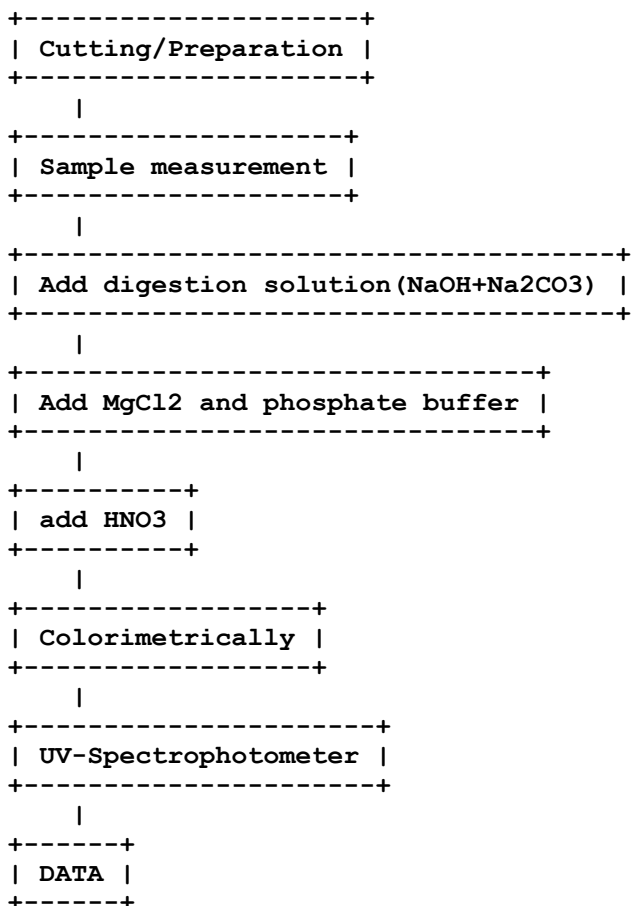 Cutting/Preparation
Sample measurement
Add digestion solution(NaOH+Na2CO3)
Add MgCl2 and phosphate buffer
add HNO3
Colorimetrically
UV-Spectrophotometer
DATA